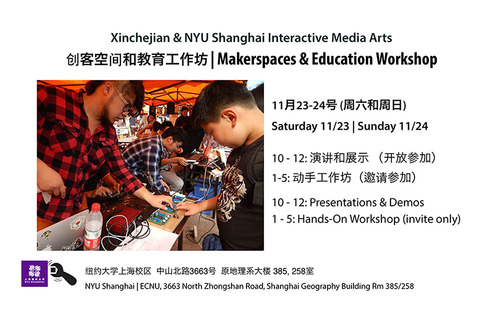 Xinchejian & NYU Shanghai Interactive Media Arts
创客空间和教育工作坊 | Makerspaces & Education Workshop
11月23-24号 (周六和周日)
Saturday 11/23 | Sunday 11/24
10 - 12: 演讲和展示 （开放参加）
1-5: 动手工作坊（邀请参加）
10 - 12: Presentations & Demos
1 - 5: Hands-On Workshop (invite only)
纽约大学上海校区 中山北路3663号 原地理系大楼 385, 258室
NYU Shanghai | ECNU, 3663 North Zhongshan Road, Shanghai Geography Building Rm 385/258